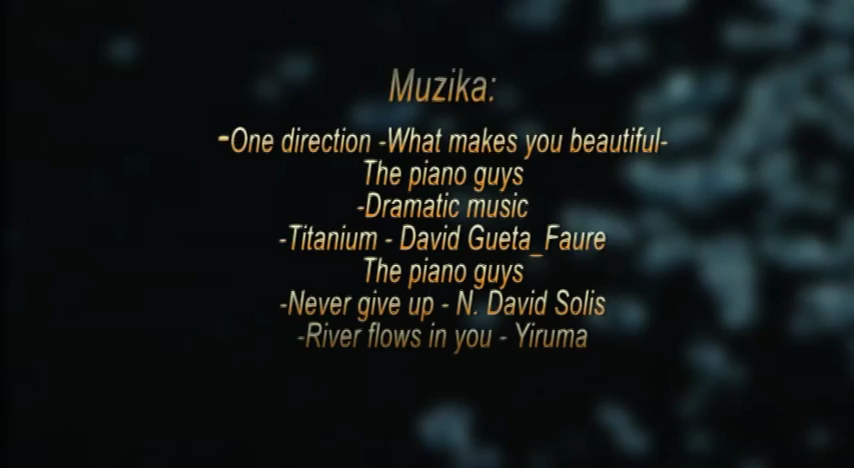 Muzika:
-One direction -What makes you beautiful-
The piano guys
-Dramatic music
-Titanium - David Gueta_Faure
The piano guys
-Never give up - N. David Solis
-River flows in you - Yiruma